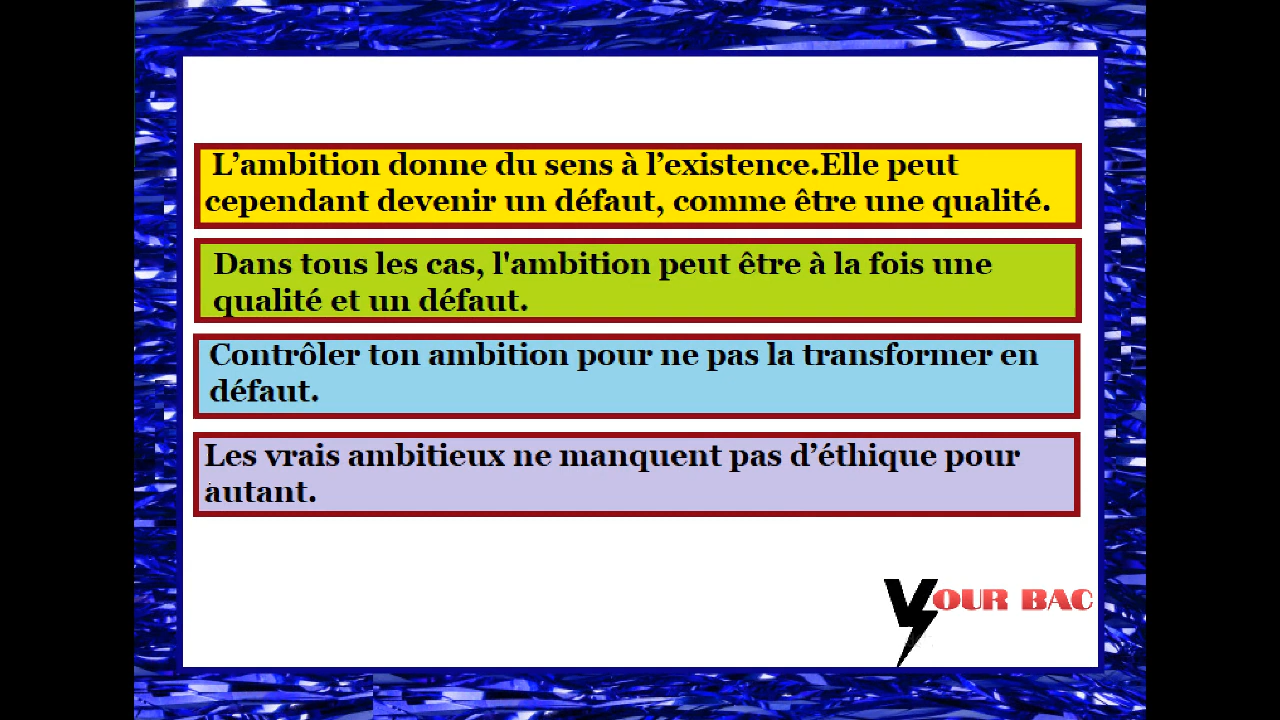 L’ambition donne du sens à l’existence.Elle peut
cependant devenir un défaut, comme être une qualité.
Dans tous les cas, l'ambition peut être à la fois une
qualité et un défaut.
Contrôler ton ambition pour ne pas la transformer en
défaut.
Les vrais ambitieux ne manquent pas d’éthique pour
autant.
YOUR BAC